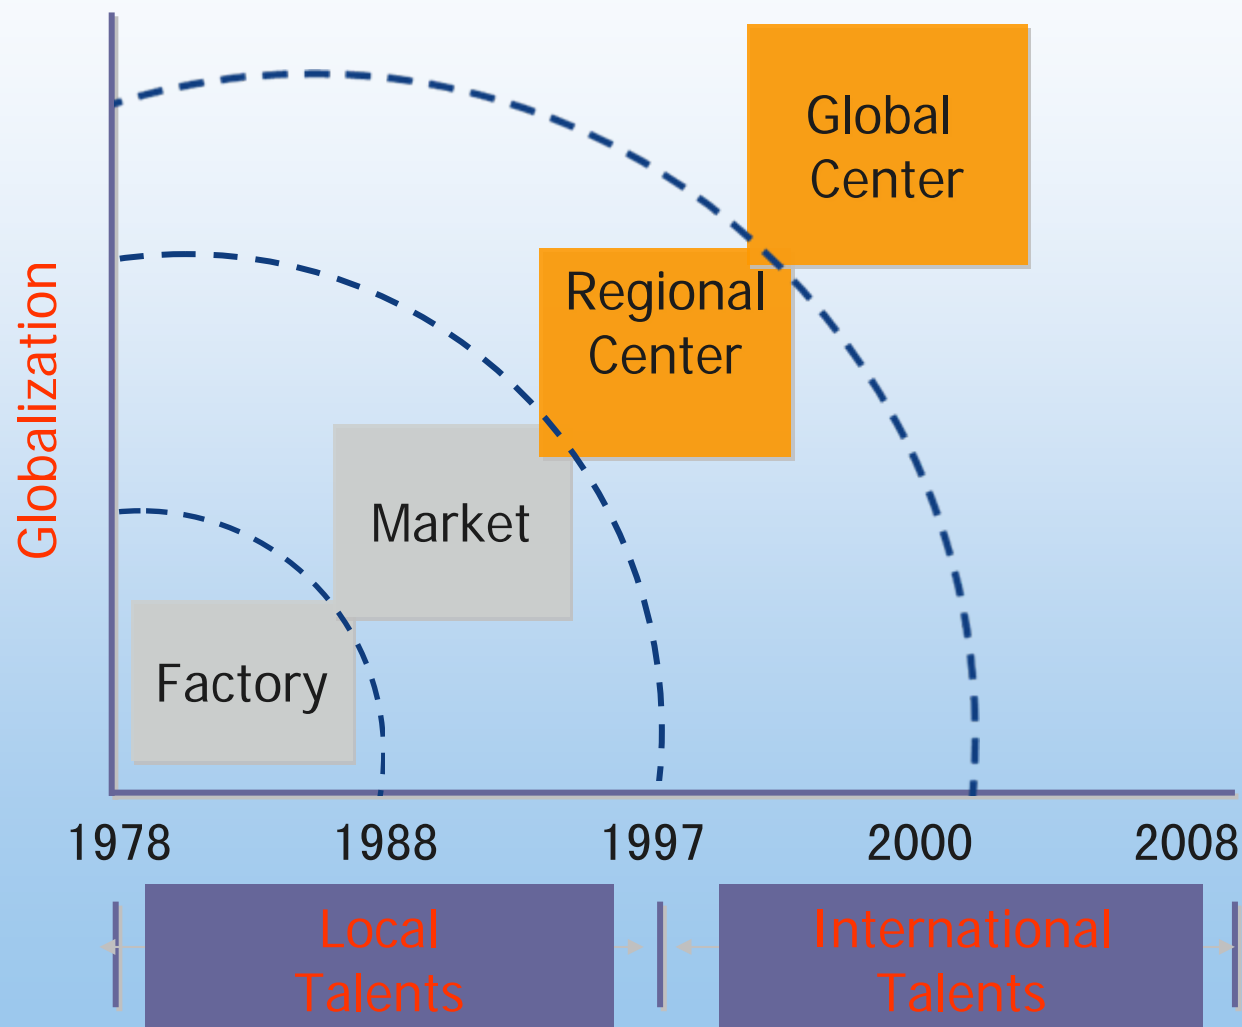 Global
Center
Regional
Center
Globalization
Market
Factory
1978 1988 1997 2000 2008
Local International
Talents Talents